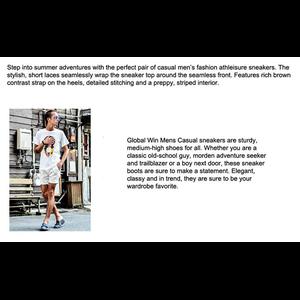 Step into summer adventures with the perfect pair of casual men's fashion athleisure sneakers. The
stylish, short laces seamlessly wrap the sneaker top around the seamless front. Features rich brown
contrast strap on the heels, detailed stitching and a preppy, striped interior.
Global Win Mens Casual sneakers are sturdy,
medium-high shoes for all. Whether you are a
classic old-school guy, morden adventure seeker
and trailblazer or a boy next door, these sneaker
boots are sure to make a statement. Elegant,
classy and in trend, they are sure to be your
wardrobe favorite.